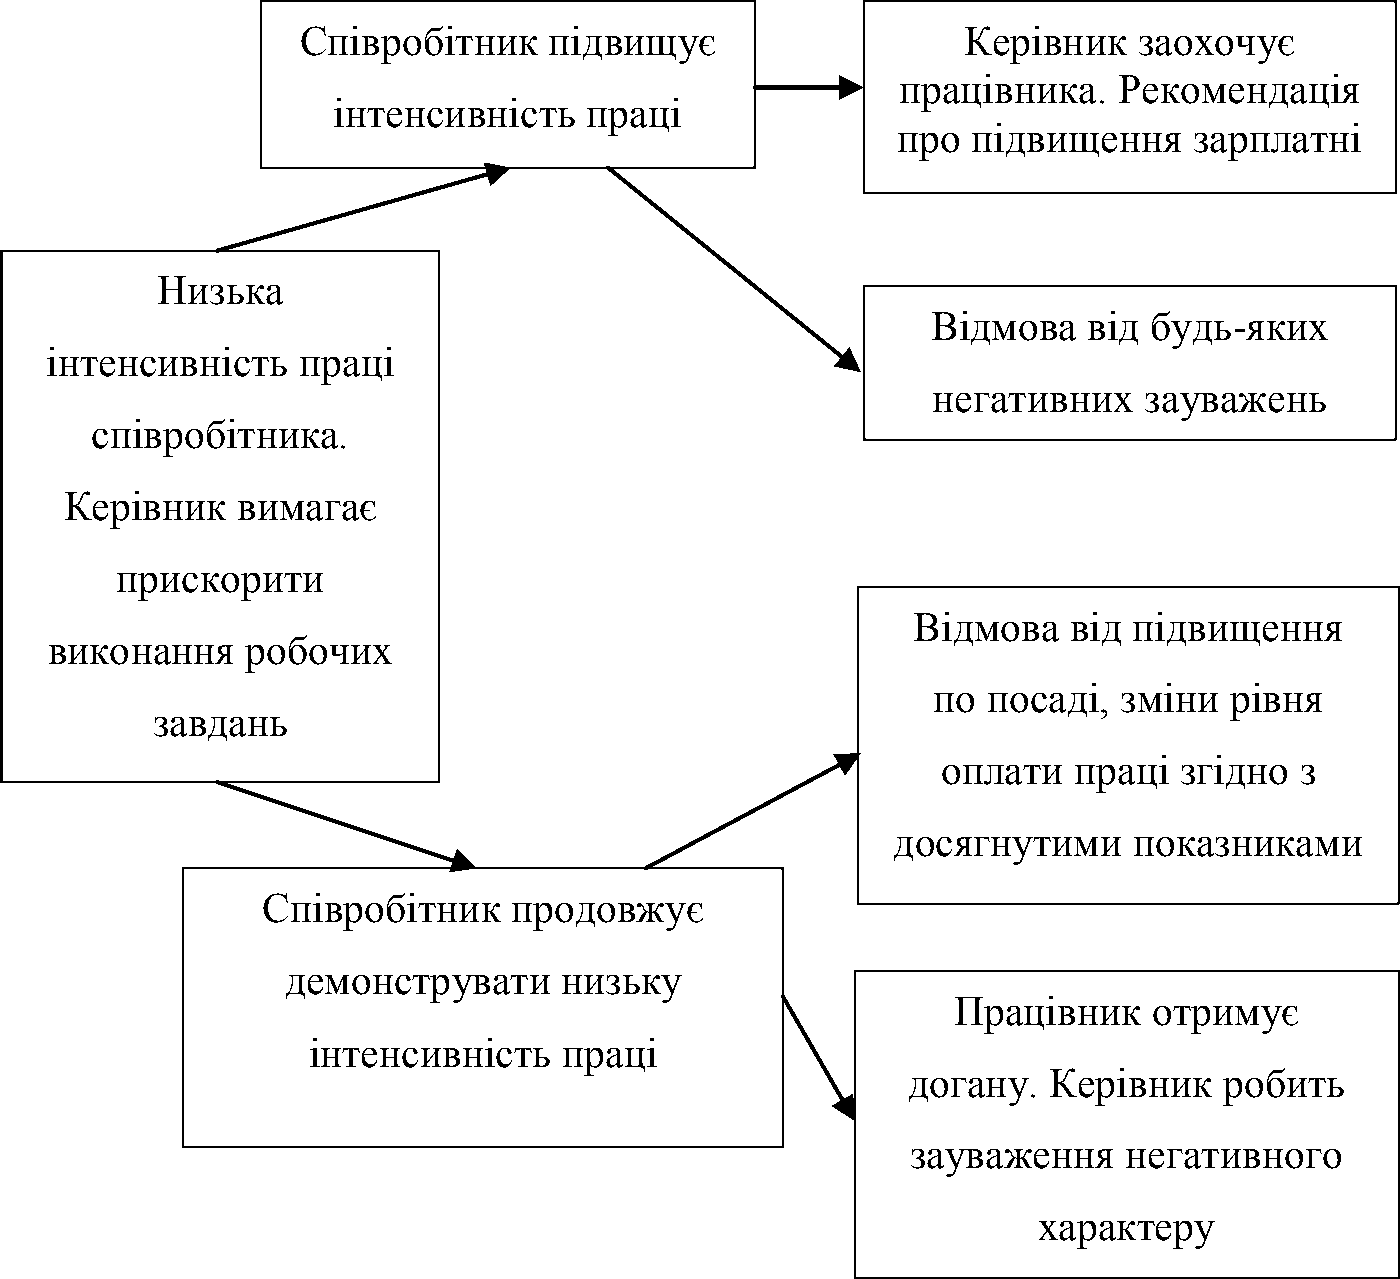 Співробітник підвищує
інтенсивність праці
Керівник заохочує
працівника. Рекомендація
про підвищення зарплатні
Низька
інтенсивність праці
співробітника.
Керівник вимагає
прискорити
виконання робочих
завдань
Відмова від будь-яких
негативних зауважень
Відмова від підвищення
по посаді, зміни рівня
оплати праці згідно з
досягнутими показниками
Співробітник продовжує
демонструвати низьку
інтенсивність праці
Працівник отримує
догану. Керівник робить
зауваження негативного
характеру